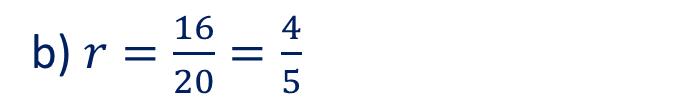 b) r = 16/20 = 4/5